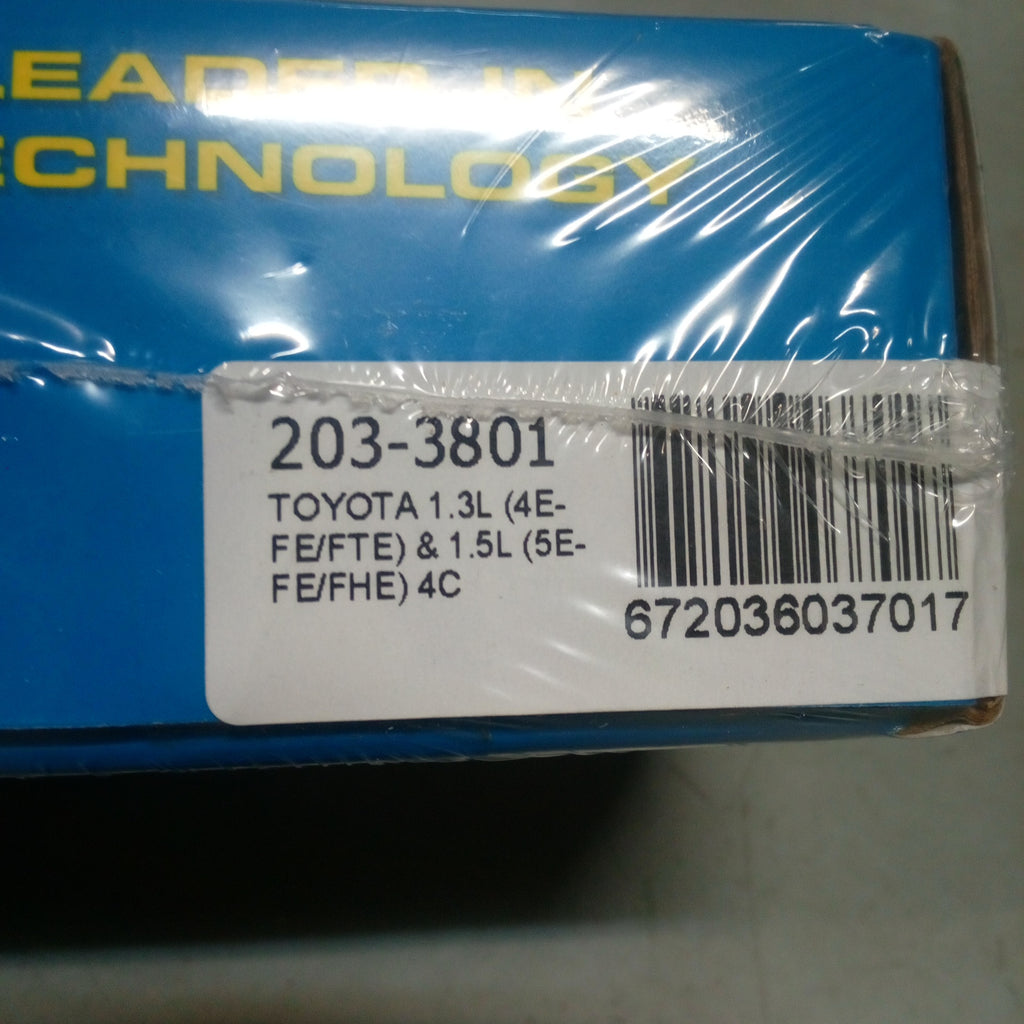 LEADER IN
ECHNOLOGY
203-3801
TOYOTA 1.3L (4E-
FE/FTE) & 1.5L (5E-
FE/FHE) 4C
672036037017